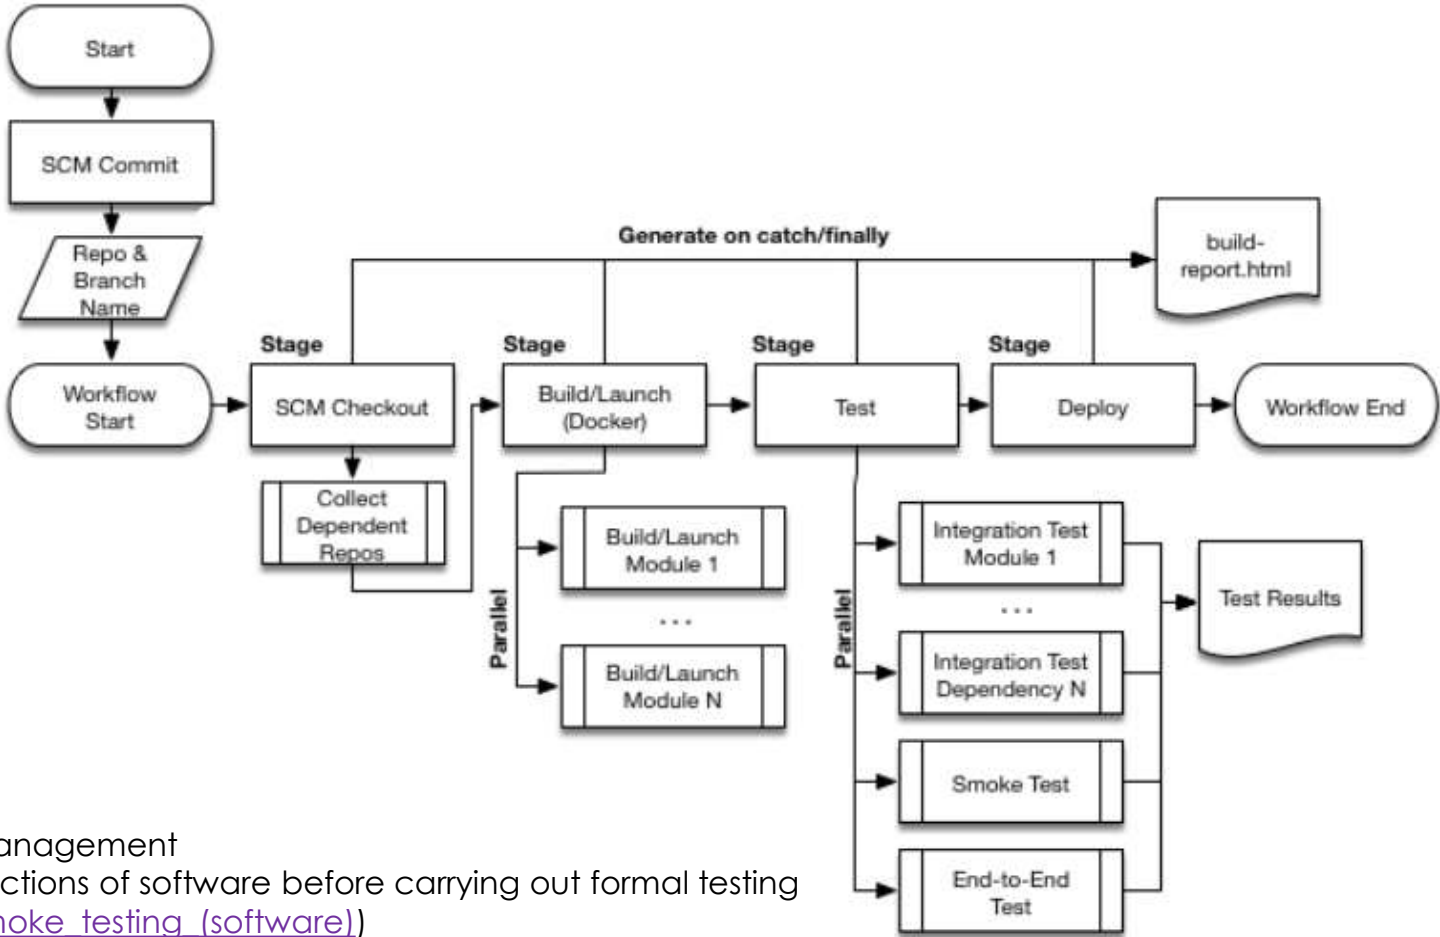 Start
SCM Commit
Repo &
Branch
Name
Workflow
Start
Generate on catch/finally
build-
report.html
Stage
SCM Checkout
Collect
Dependent
Repos
Stage
Build/Launch
(Docker)
Parallel
Build/Launch
Module 1
...
Build/Launch
Module N
Stage
Test
Parallel
Integration Test
Module 1
...
Integration Test
Dependency N
Smoke Test
End-to-End
Test
Test Results
Stage
Deploy
Workflow End
anagement
ctions of software before carrying out formal testing
moke_testing_(software))